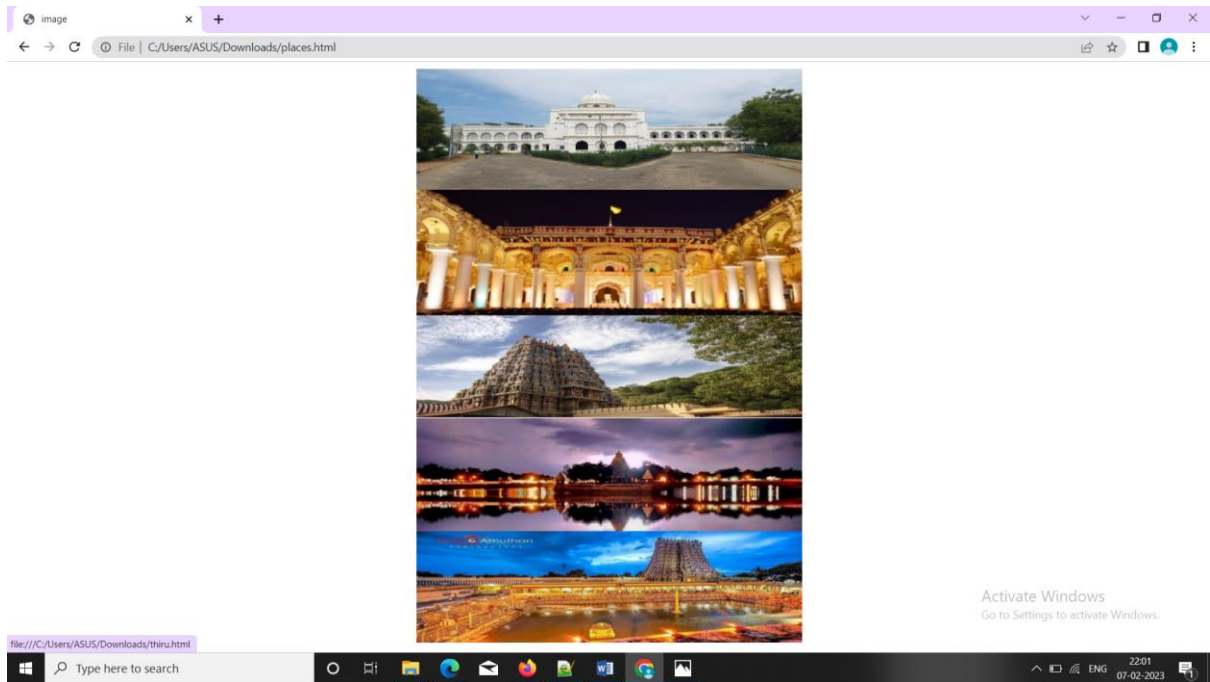 image
File | C:/Users/ASUS/Downloads/places.html
Amuthan
Activate Windows
Go to Settings to activate Windows.
file:///C:/Users/ASUS/Downloads/thiru.html
Type here to search
ENG
22:01
07-02-2023